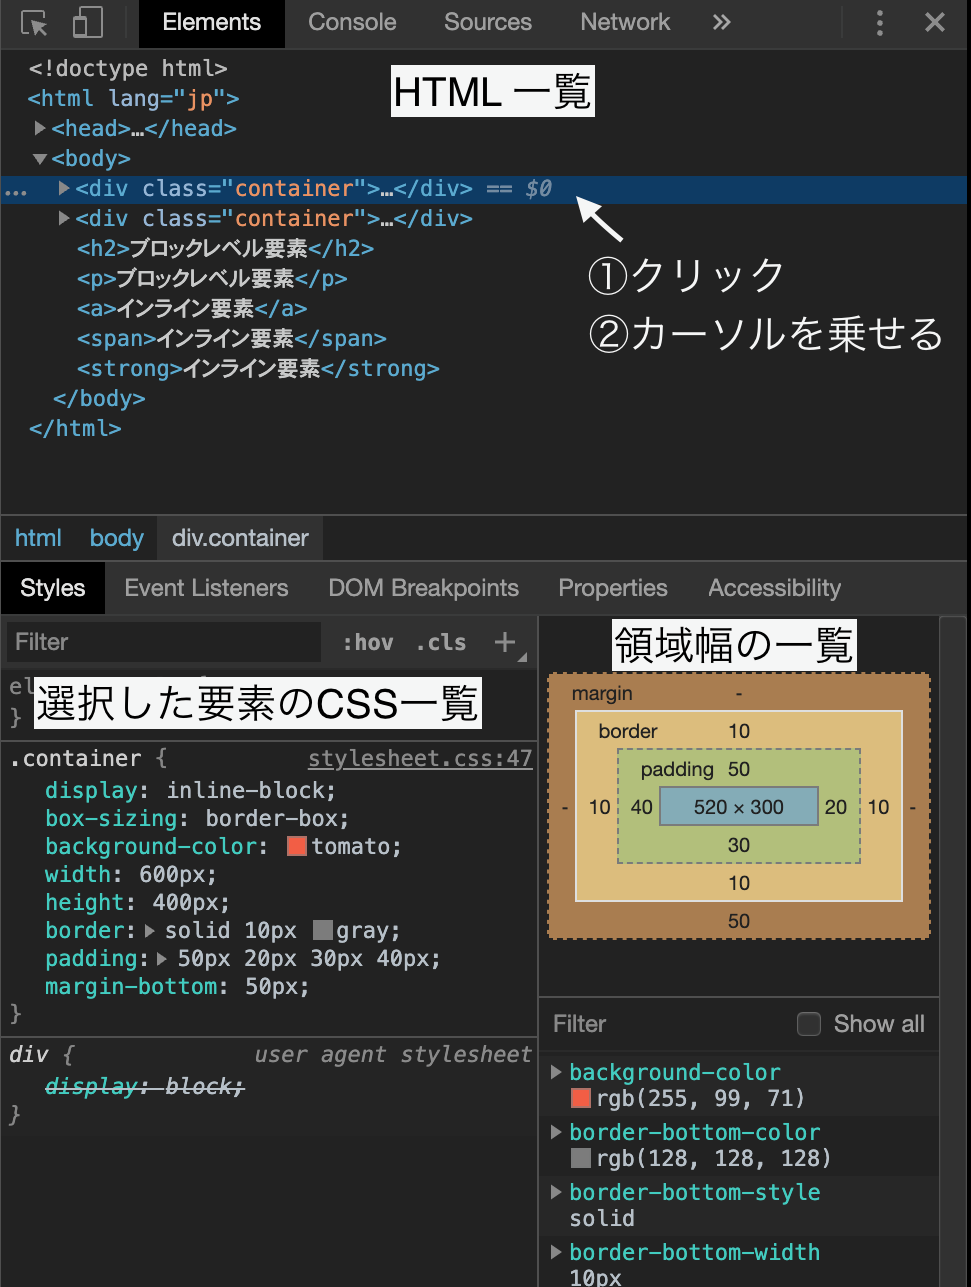 Elements Console Sources Network »
<!doctype html>
HTML 一覧
<html lang="jp">
<head>…</head>
<body>
… <div class="container">…</div> == $0
<div class="container">…</div>
<h2>ブロックレベル要素</h2>
①クリック
<p>ブロックレベル要素</p>
<a>インライン要素</a>
②カーソルを乗せる
<span>インライン要素</span>
<strong>インライン要素</strong>
</body>
</html>
html body div.container
Styles Event Listeners DOM Breakpoints Properties Accessibility
Filter :hov .cls +
選択した要素のCSS一覧
}
.container { stylesheet.css:47
display: inline-block;
box-sizing: border-box;
background-color: tomato;
width: 600px;
height: 400px;
border: solid 10px gray;
padding: 50px 20px 30px 40px;
margin-bottom: 50px;
}
div { user agent stylesheet
display: block;
}
領域幅の一覧
margin -
border 10
padding 50
- 10 40 520 × 300 20 10 -
30
10
50
Filter Show all
background-color
rgb(255, 99, 71)
border-bottom-color
rgb(128, 128, 128)
border-bottom-style
solid
border-bottom-width
10px